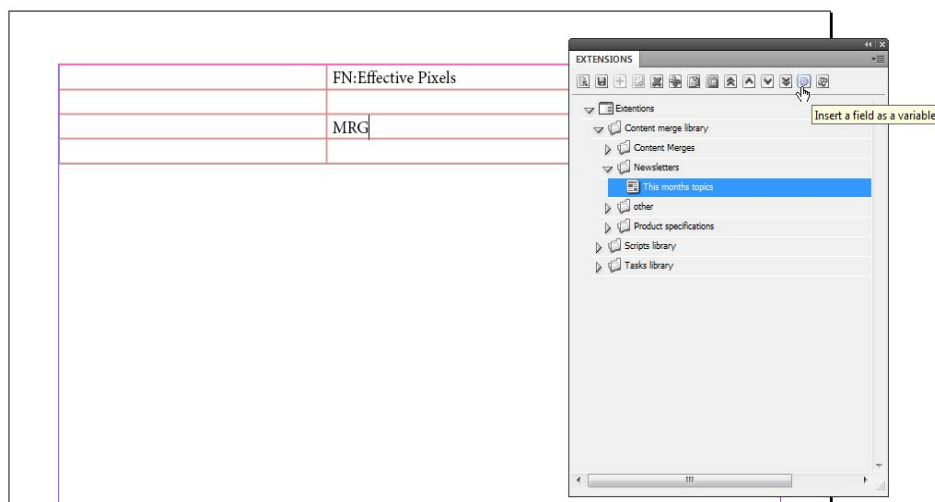 FN:Effective Pixels
MRG
EXTENSIONS
Insert a field as a variable
Extentions
Content merge library
Content Merges
Newsletters
This months topics
other
Product specifications
Scripts library
Tasks library